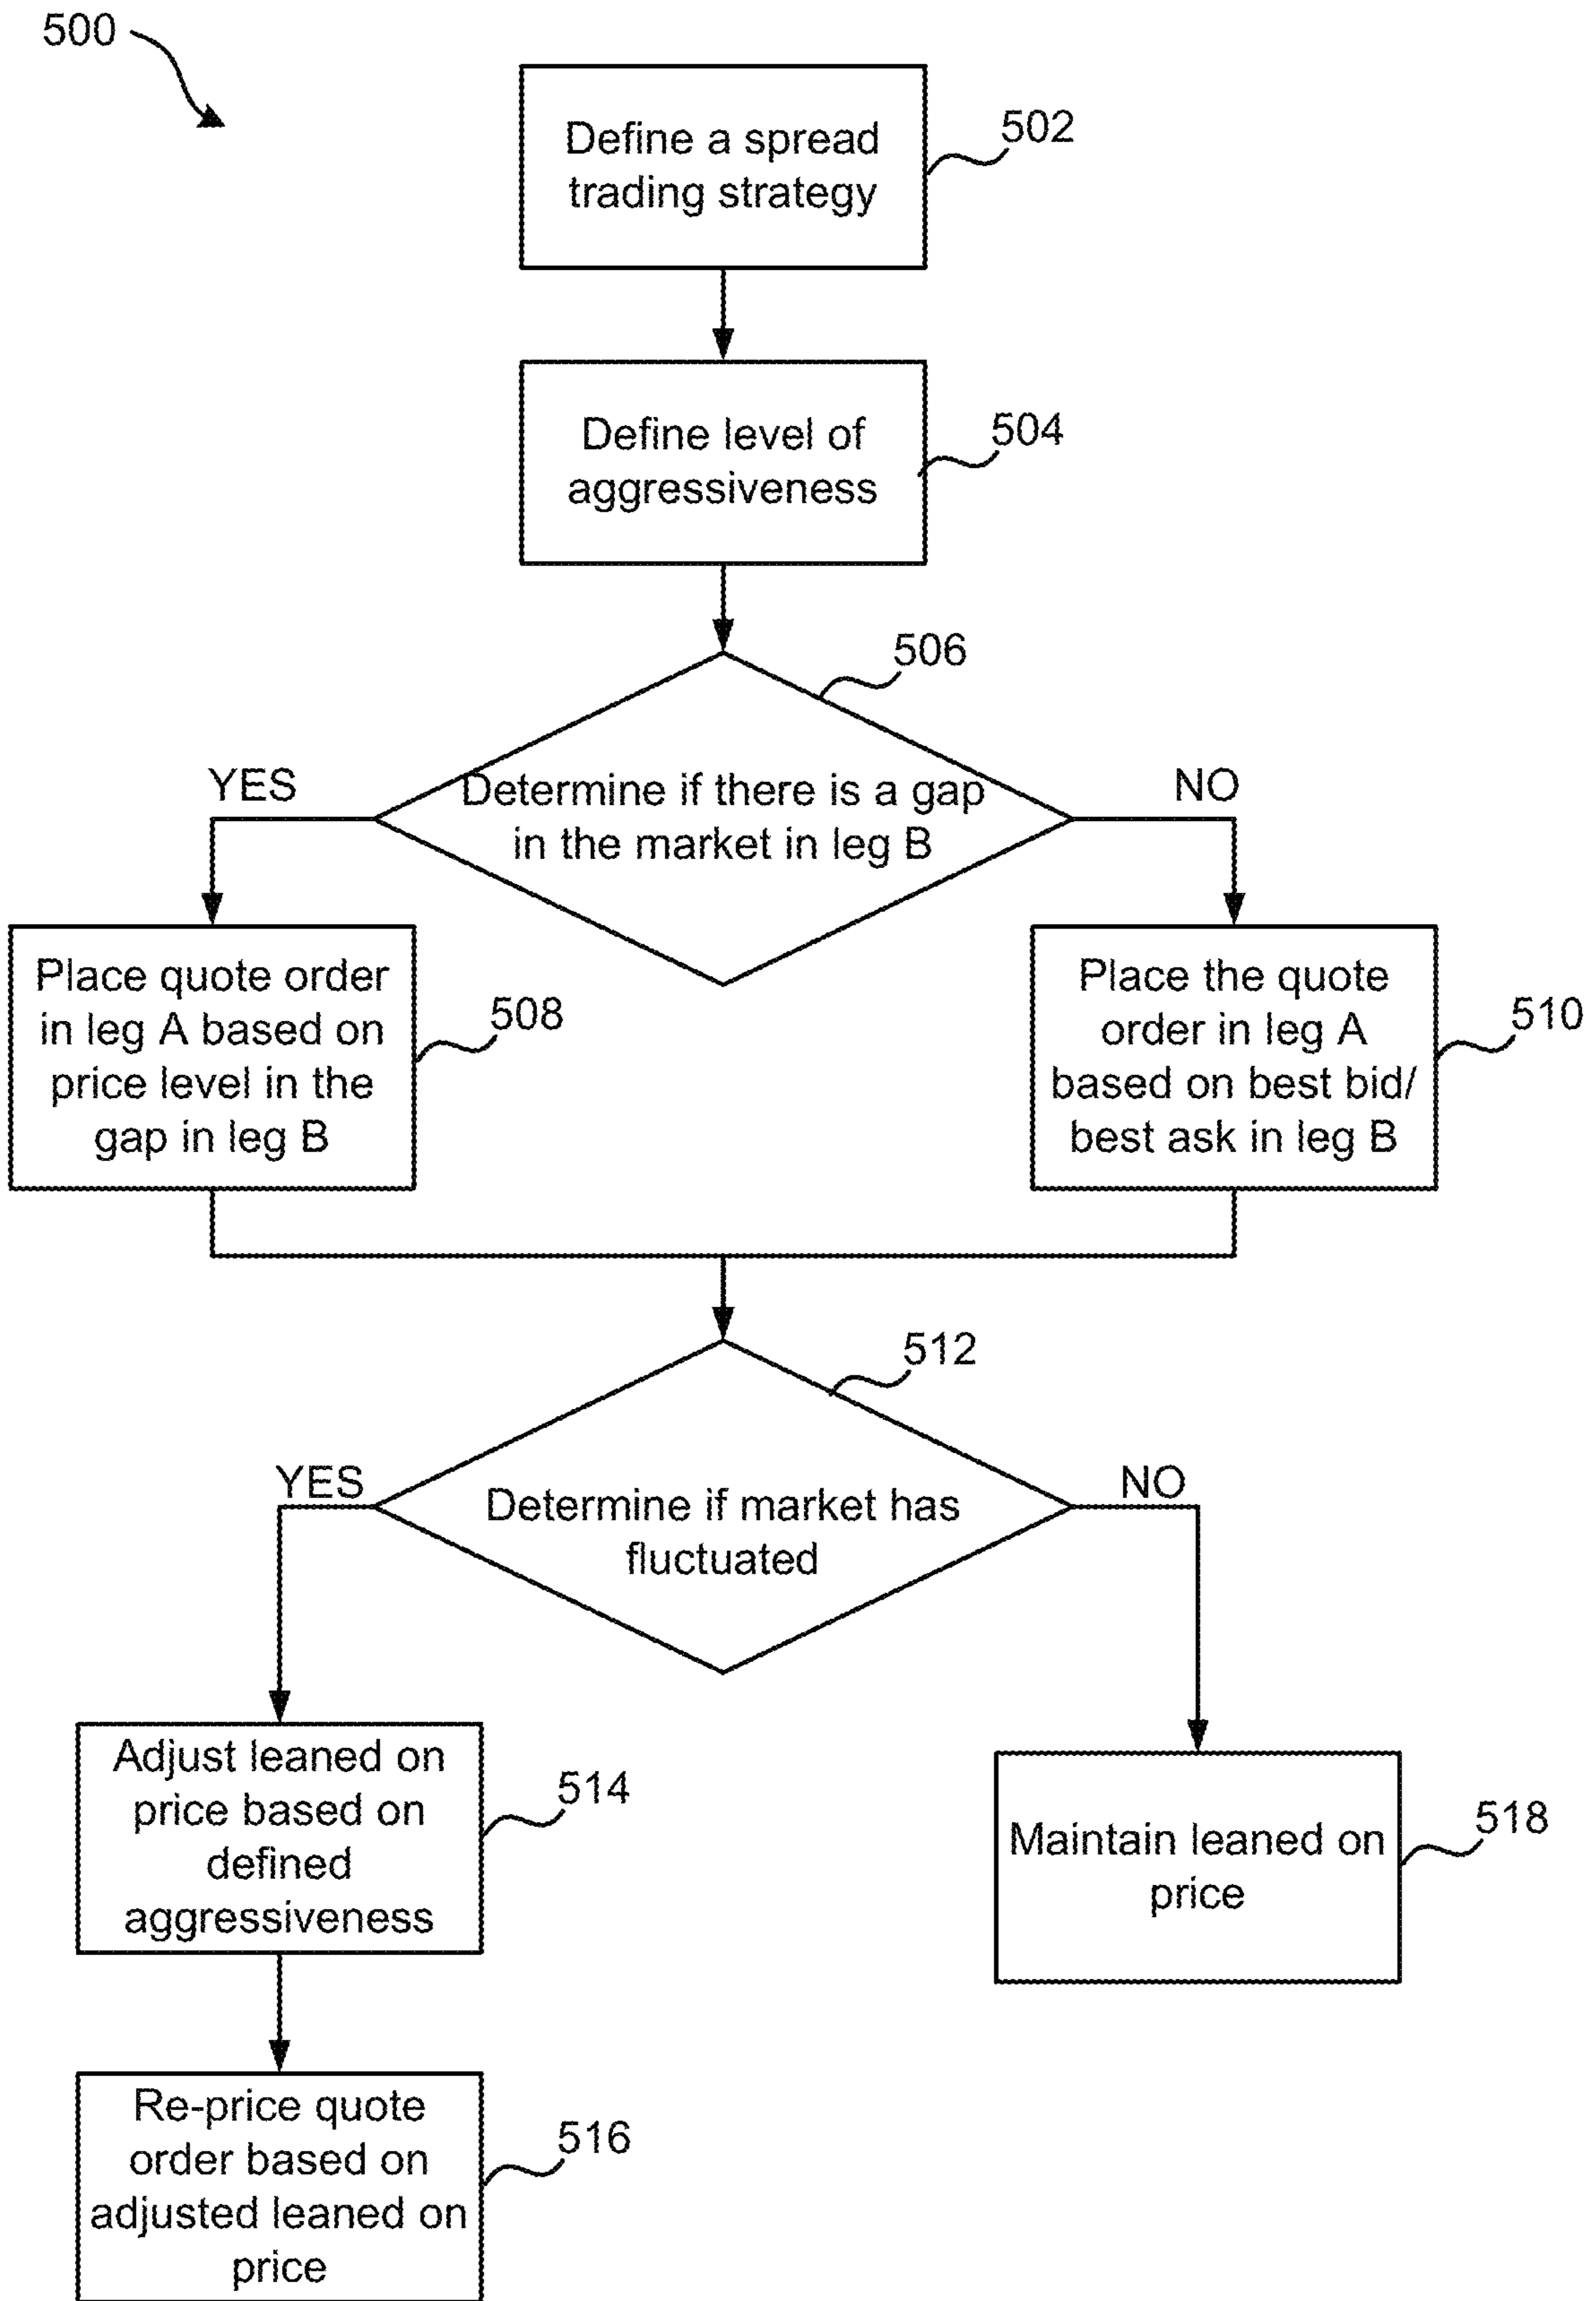 500
Define a spread
trading strategy
502
Define level of
aggressiveness
504
506
YES
Determine if there is a gap
in the market in leg B
NO
Place quote order
in leg A based on
price level in the
gap in leg B
508
Place the quote
order in leg A
based on best bid/
best ask in leg B
510
512
YES
Determine if market has
fluctuated
NO
Adjust leaned on
price based on
defined
aggressiveness
514
Maintain leaned on
price
518
Re-price quote
order based on
adjusted leaned on
price
516